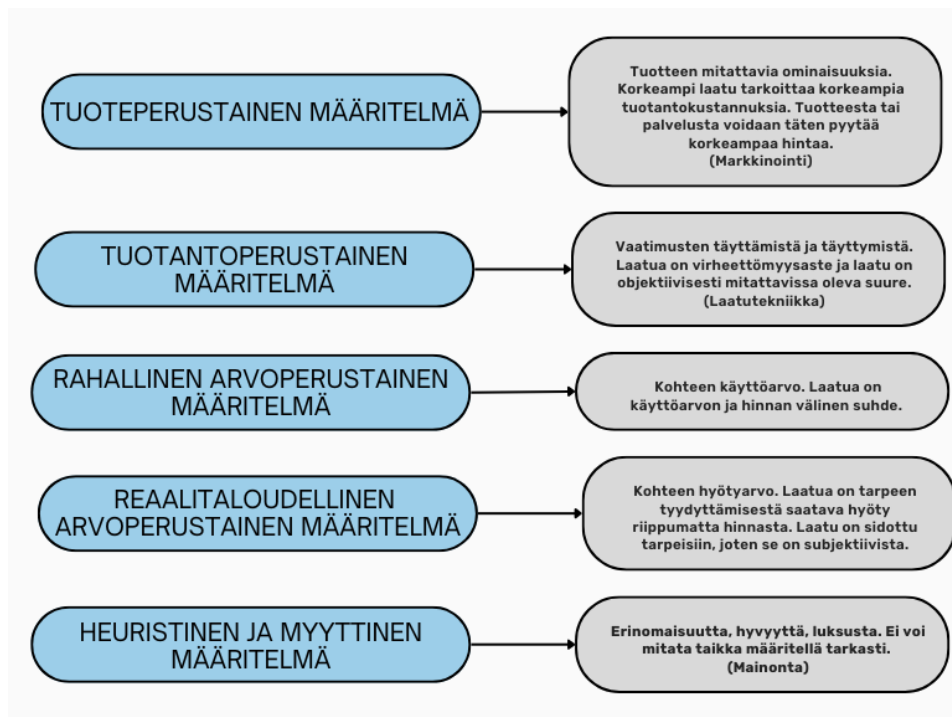 TUOTEPERUSTAINEN MÄÄRITELMÄ
Tuotteen mitattavia ominaisuuksia.
Korkeampi laatu tarkoittaa korkeampia
tuotantokustannuksia. Tuotteesta tai
palvelusta voidaan täten pyytää
korkeampaa hintaa.
(Markkinointi)
TUOTANTOPERUSTAINEN
MÄÄRITELMÄ
Vaatimusten täyttämistä ja täyttymistä.
Laatua on virheettömyysaste ja laatu on
objektiivisesti mitattavissa oleva suure.
(Laatutekniikka)
RAHALLINEN ARVOPERUSTAINEN
MÄÄRITELMÄ
Kohteen käyttöarvo. Laatua on
käyttöarvon ja hinnan välinen suhde.
REAALITALOUDELLINEN
ARVOPERUSTAINEN MÄÄRITELMÄ
Kohteen hyötyarvo. Laatua on tarpeen
tyydyttämisestä saatava hyöty
riippumatta hinnasta. Laatu on sidottu
tarpeisiin, joten se on subjektiivista.
HEURISTINEN JA MYYTTINEN
MÄÄRITELMÄ
Erinomaisuutta, hyvyyttä, luksusta. Ei voi
mitata taikka määritellä tarkasti.
(Mainonta)